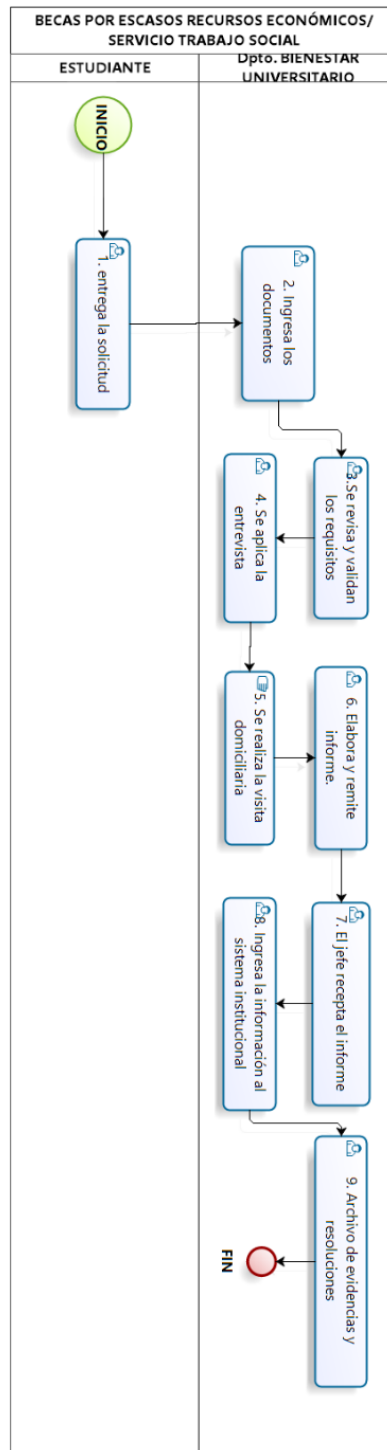 BECAS POR ESCASOS RECURSOS ECONÓMICOS/
SERVICIO TRABAJO SOCIAL
ESTUDIANTE
Dpto. BIENESTAR
UNIVERSITARIO
INICIO
1. entrega la solicitud
2. Ingresa los
documentos
3.Se revisa y validan
los requisitos
4. Se aplica la
entrevista
5. Se realiza la visita
domiciliaria
6. Elabora y remite
informe.
7. El jefe recepta el informe
8. Ingresa la información al
sistema institucional
9. Archivo de evidencias y
resoluciones
FIN